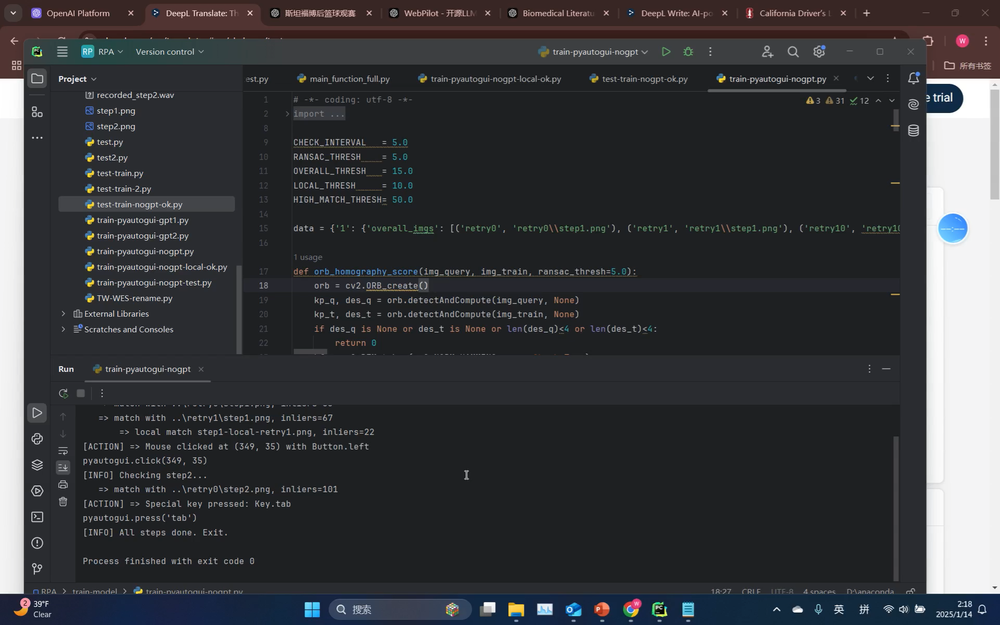 OpenAI Platform
DeepL Translate: Th
斯坦福博后篮球观赛
WebPilot - 开源LLM
Biomedical Literatu
DeepL Write: AI-po
California Driver's L
W
所有书签
PC
RP RPA
Version control
train-pyautogui-nogpt
e trial
Project
est.py
main_function_full.py
train-pyautogui-nogpt-local-ok.py
test-train-nogpt-ok.py
train-pyautogui-nogpt.py
recorded_step2.wav
step1.png
step2.png
test.py
test2.py
test-train.py
test-train-2.py
test-train-nogpt-ok.py
train-pyautogui-gpt1.py
train-pyautogui-gpt2.py
train-pyautogui-nogpt.py
train-pyautogui-nogpt-local-ok.py
train-pyautogui-nogpt-test.py
TW-WES-rename.py
External Libraries
Scratches and Consoles
3 31 12
1 # -*- coding: utf-8 -*-
2 import ...
8
9 CHECK_INTERVAL = 5.0
10 RANSAC_THRESH = 5.0
11 OVERALL_THRESH = 15.0
12 LOCAL_THRESH = 10.0
13 HIGH_MATCH_THRESH= 50.0
14
15 data = {'1': {'overall_imgs': [('retry0', 'retry0\\step1.png'), ('retry1', 'retry1\\step1.png'), ('retry10', 'retry10
16
1 usage
17 def orb_homography_score(img_query, img_train, ransac_thresh=5.0):
18 orb = cv2.ORB_create()
19 kp_q, des_q = orb.detectAndCompute(img_query, None)
20 kp_t, des_t = orb.detectAndCompute(img_train, None)
21 if des_q is None or des_t is None or len(des_q)<4 or len(des_t)<4:
22 return 0
Run
train-pyautogui-nogpt
=> match with ..\retry1\step1.png, inliers=67
=> local match step1-local-retry1.png, inliers=22
[ACTION] => Mouse clicked at (349, 35) with Button.left
pyautogui.click(349, 35)
[INFO] Checking step2...
=> match with ..\retry0\step2.png, inliers=101
[ACTION] => Special key pressed: Key.tab
pyautogui.press('tab')
[INFO] All steps done. Exit.
Process finished with exit code 0
RPA > train-model > train-pyautogui-nogpt.py
18:27 CRLF UTF-8 4 spaces D:\anaconda
2
39°F
Clear
搜索
W
PC
英
拼
2:18
2025/1/14